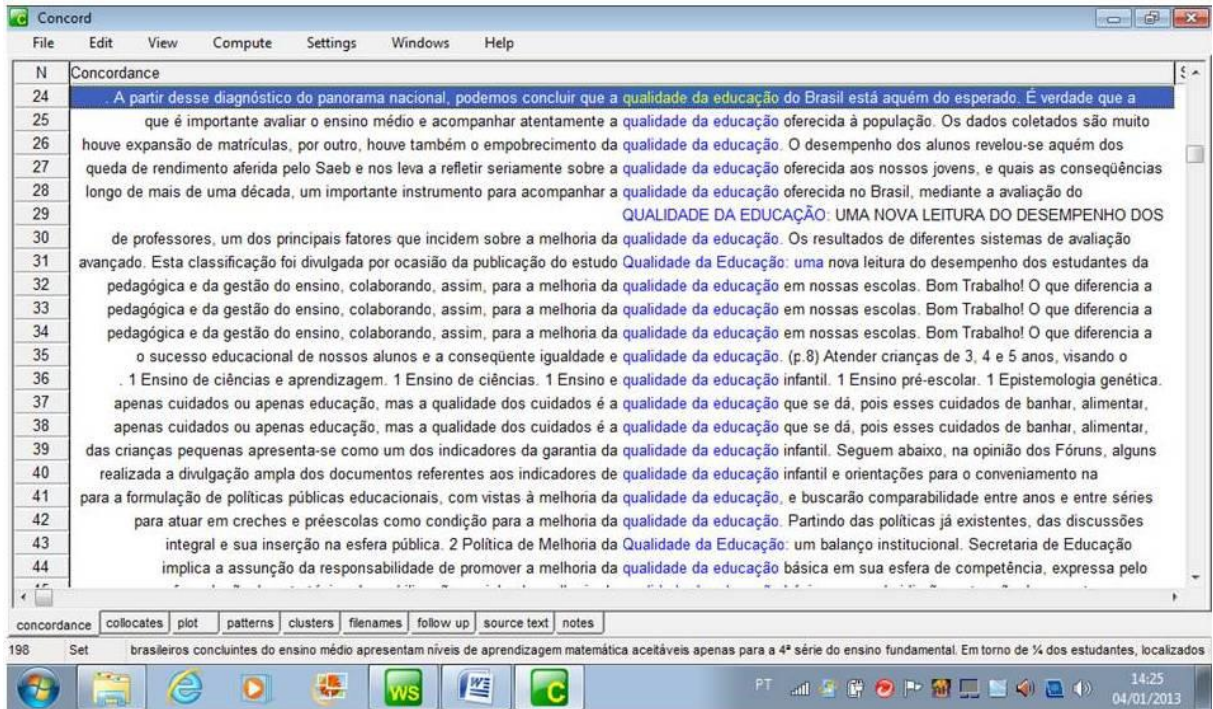 Concord
File Edit View Compute Settings Windows Help
N Concordance
24 . A partir desse diagnóstico do panorama nacional, podemos concluir que a qualidade da educação do Brasil está aquém do esperado. É verdade que a
25 que é importante avaliar o ensino médio e acompanhar atentamente a qualidade da educação oferecida à população. Os dados coletados são muito
26 houve expansão de matrículas, por outro, houve também o empobrecimento da qualidade da educação. O desempenho dos alunos revelou-se aquém dos
27 queda de rendimento aferida pelo Saeb e nos leva a refletir seriamente sobre a qualidade da educação oferecida aos nossos jovens, e quais as conseqüências
28 longo de mais de uma década, um importante instrumento para acompanhar a qualidade da educação oferecida no Brasil, mediante a avaliação do
29 QUALIDADE DA EDUCAÇÃO: UMA NOVA LEITURA DO DESEMPENHO DOS
30 de professores, um dos principais fatores que incidem sobre a melhoria da qualidade da educação. Os resultados de diferentes sistemas de avaliação
31 avançado. Esta classificação foi divulgada por ocasião da publicação do estudo Qualidade da Educação: uma nova leitura do desempenho dos estudantes da
32 pedagógica e da gestão do ensino, colaborando, assim, para a melhoria da qualidade da educação em nossas escolas. Bom Trabalho! O que diferencia a
33 pedagógica e da gestão do ensino, colaborando, assim, para a melhoria da qualidade da educação em nossas escolas. Bom Trabalho! O que diferencia a
34 pedagógica e da gestão do ensino, colaborando, assim, para a melhoria da qualidade da educação em nossas escolas. Bom Trabalho! O que diferencia a
35 o sucesso educacional de nossos alunos e a conseqüente igualdade e qualidade da educação. (p.8) Atender crianças de 3, 4 e 5 anos, visando o
36 . 1 Ensino de ciências e aprendizagem. 1 Ensino de ciências. 1 Ensino e qualidade da educação infantil. 1 Ensino pré-escolar. 1 Epistemologia genética.
37 apenas cuidados ou apenas educação, mas a qualidade dos cuidados é a qualidade da educação que se dá, pois esses cuidados de banhar, alimentar,
38 apenas cuidados ou apenas educação, mas a qualidade dos cuidados é a qualidade da educação que se dá, pois esses cuidados de banhar, alimentar,
39 das crianças pequenas apresenta-se como um dos indicadores da garantia da qualidade da educação infantil. Seguem abaixo, na opinião dos Fóruns, alguns
40 realizada a divulgação ampla dos documentos referentes aos indicadores de qualidade da educação infantil e orientações para o conveniamento na
41 para a formulação de políticas públicas educacionais, com vistas à melhoria da qualidade da educação, e buscarão comparabilidade entre anos e entre séries
42 para atuar em creches e préescolas como condição para a melhoria da qualidade da educação. Partindo das políticas já existentes, das discussões
43 integral e sua inserção na esfera pública. 2 Política de Melhoria da Qualidade da Educação: um balanço institucional. Secretaria de Educação
44 implica a assunção da responsabilidade de promover a melhoria da qualidade da educação básica em sua esfera de competência, expressa pelo
concordance collocates plot patterns clusters filenames follow up source text notes
198 Set brasileiros concluintes do ensino médio apresentam níveis de aprendizagem matemática aceitáveis apenas para a 4ª série do ensino fundamental. Em torno de ¼ dos estudantes, localizados
WS W C PT 14:25
04/01/2013